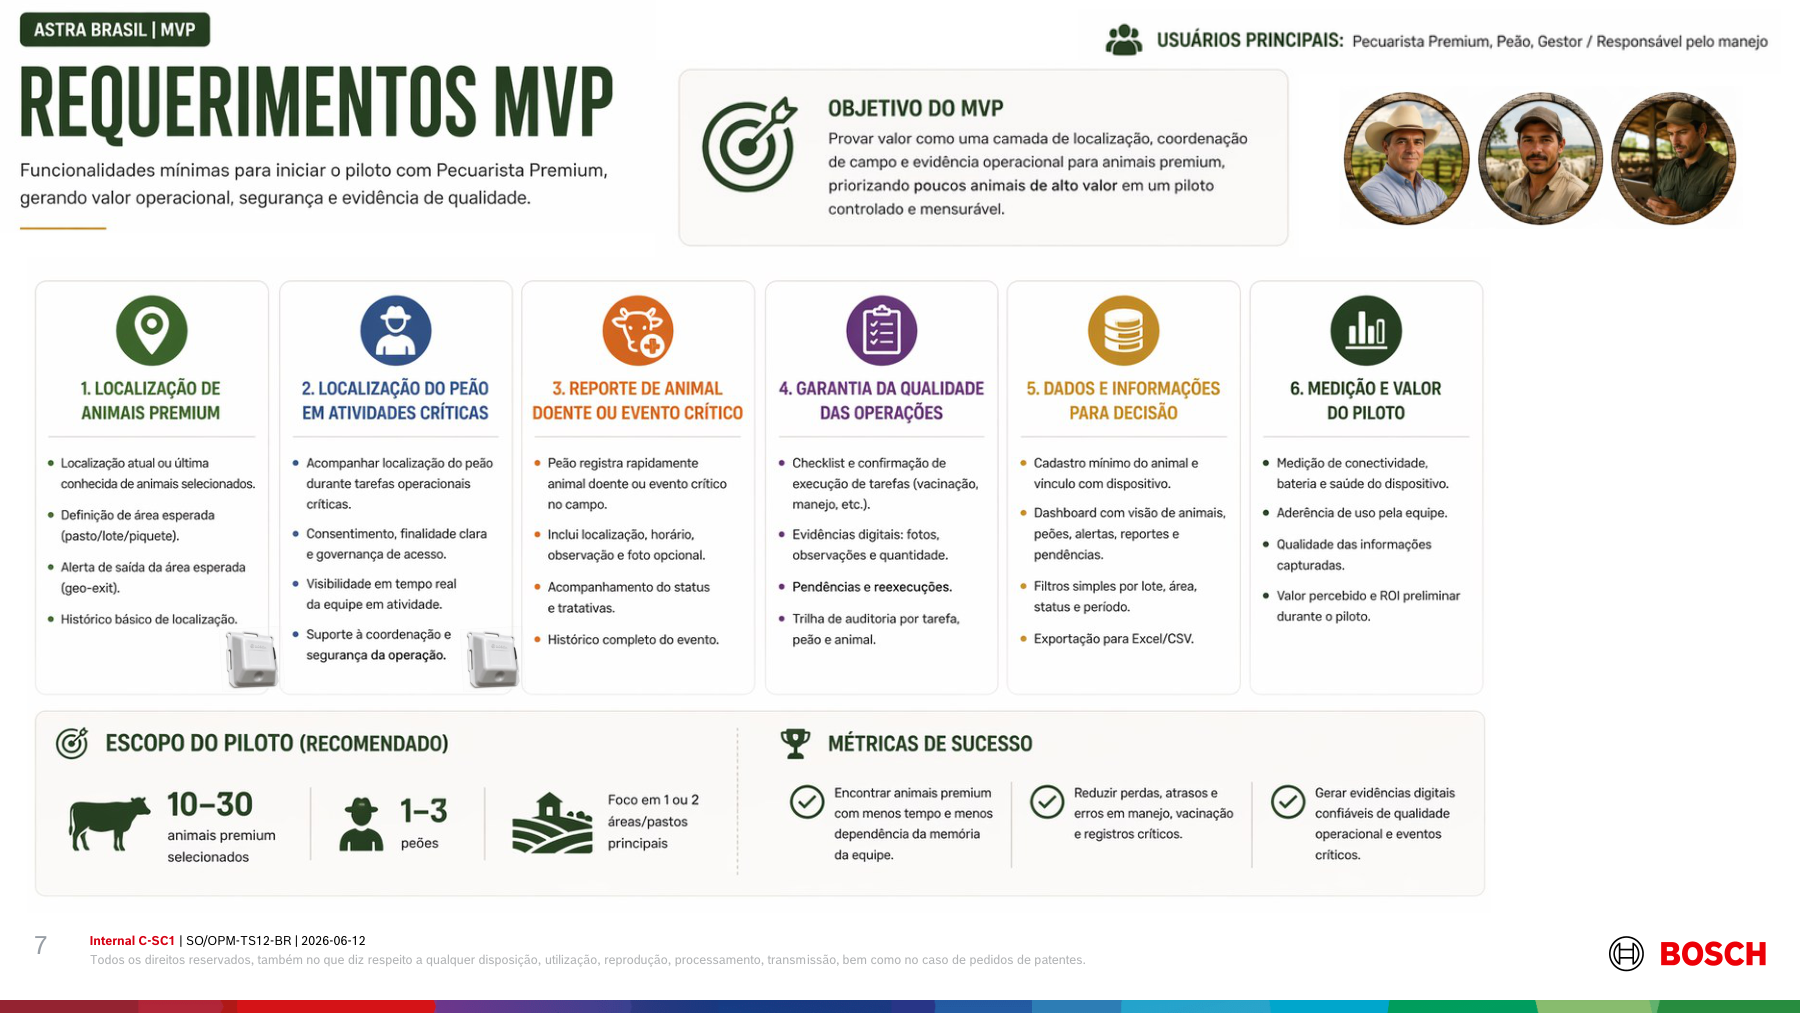 ASTRA BRASIL | MVP
REQUERIMENTOS MVP
Funcionalidades mínimas para iniciar o piloto com Pecuarista Premium,
gerando valor operacional, segurança e evidência de qualidade.
USUÁRIOS PRINCIPAIS: Pecuarista Premium, Peão, Gestor / Responsável pelo manejo
OBJETIVO DO MVP
Provar valor como uma camada de localização, coordenação
de campo e evidência operacional para animais premium,
priorizando poucos animais de alto valor em um piloto
controlado e mensurável.
1. LOCALIZAÇÃO DE
ANIMAIS PREMIUM
• Localização atual ou última
conhecida de animais selecionados.
• Definição de área esperada
(pasto/lote/piquete).
• Alerta de saída da área esperada
(geo-exit).
• Histórico básico de localização.
2. LOCALIZAÇÃO DO PEÃO
EM ATIVIDADES CRÍTICAS
• Acompanhar localização do peão
durante tarefas operacionais
críticas.
• Consentimento, finalidade clara
e governança de acesso.
• Visibilidade em tempo real
da equipe em atividade.
• Suporte à coordenação e
segurança da operação.
3. REPORTE DE ANIMAL
DOENTE OU EVENTO CRÍTICO
• Peão registra rapidamente
animal doente ou evento crítico
no campo.
• Inclui localização, horário,
observação e foto opcional.
• Acompanhamento do status
e tratativas.
• Histórico completo do evento.
4. GARANTIA DA QUALIDADE
DAS OPERAÇÕES
• Checklist e confirmação de
execução de tarefas (vacinação,
manejo, etc.).
• Evidências digitais: fotos,
observações e quantidade.
• Pendências e reexecuções.
• Trilha de auditoria por tarefa,
peão e animal.
5. DADOS E INFORMAÇÕES
PARA DECISÃO
• Cadastro mínimo do animal e
vínculo com dispositivo.
• Dashboard com visão de animais,
peões, alertas, reportes e
pendências.
• Filtros simples por lote, área,
status e período.
• Exportação para Excel/CSV.
6. MEDIÇÃO E VALOR
DO PILOTO
• Medição de conectividade,
bateria e saúde do dispositivo.
• Aderência de uso pela equipe.
• Qualidade das informações
capturadas.
• Valor percebido e ROI preliminar
durante o piloto.
ESCOPO DO PILOTO (RECOMENDADO)
10–30
animais premium
selecionados
1–3
peões
Foco em 1 ou 2
áreas/pastos
principais
MÉTRICAS DE SUCESSO
Encontrar animais premium
com menos tempo e menos
dependência da memória
da equipe.
Reduzir perdas, atrasos e
erros em manejo, vacinação
e registros críticos.
Gerar evidências digitais
confiáveis de qualidade
operacional e eventos
críticos.
7
Internal C-SC1 | SO/OPM-TS12-BR | 2026-06-12
Todos os direitos reservados, também no que diz respeito a qualquer disposição, utilização, reprodução, processamento, transmissão, bem como no caso de pedidos de patentes.
BOSCH